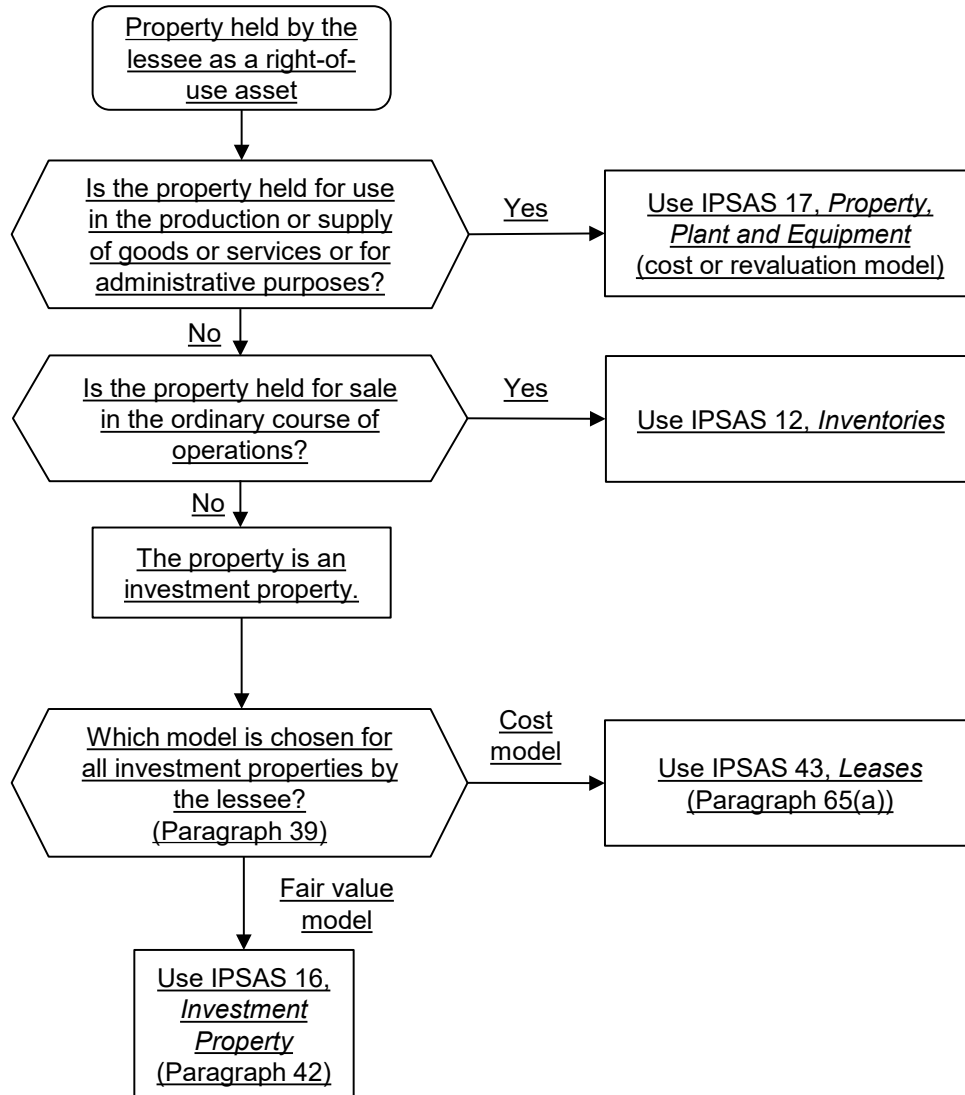 Property held by the
lessee as a right-of-
use asset
Is the property held for use
in the production or supply
of goods or services or for
administrative purposes?
Yes
Use IPSAS 17, Property,
Plant and Equipment
(cost or revaluation model)
No
Is the property held for sale
in the ordinary course of
operations?
Yes
Use IPSAS 12, Inventories
No
The property is an
investment property.
Which model is chosen for
all investment properties by
the lessee?
(Paragraph 39)
Cost
model
Use IPSAS 43, Leases
(Paragraph 65(a))
Fair value
model
Use IPSAS 16,
Investment
Property
(Paragraph 42)